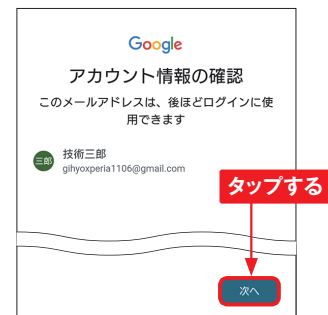 Google
アカウント情報の確認
このメールアドレスは、後ほどログインに使
用できます
三郎
技術三郎
gihyoxperia1106@gmail.com
タップする
次へ